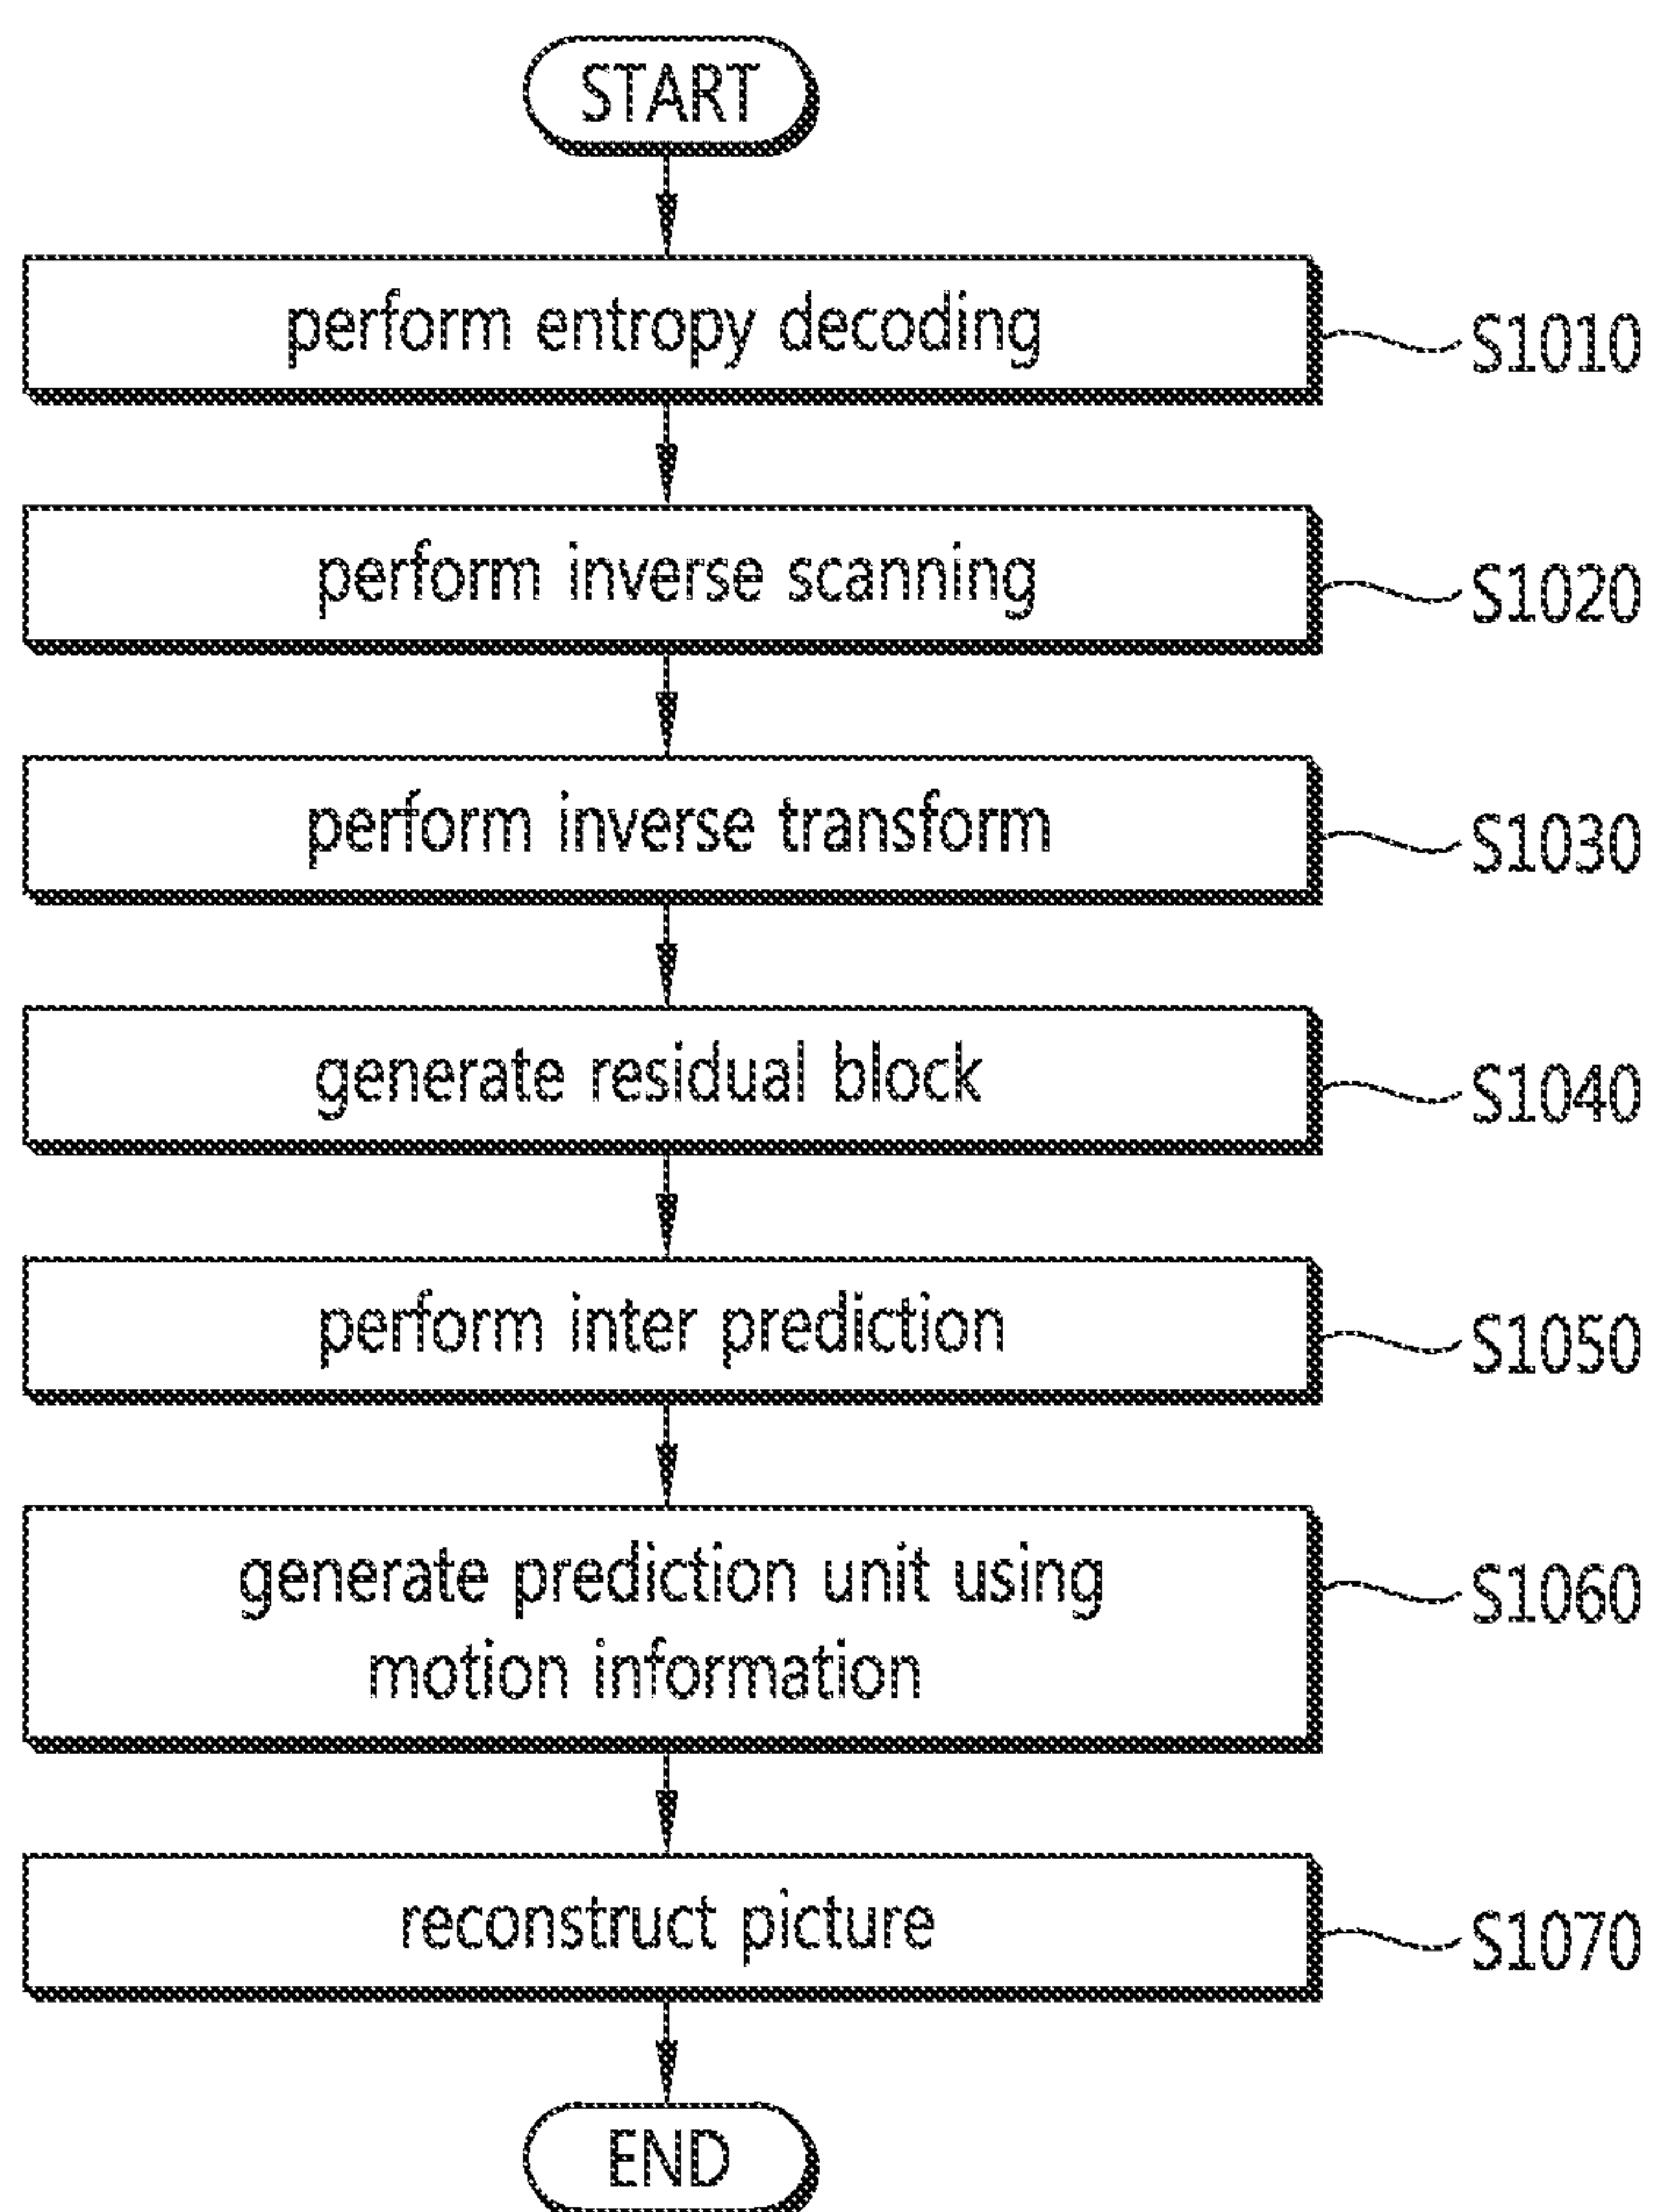 START
perform entropy decoding
S1010
perform inverse scanning
S1020
perform inverse transform
S1030
generate residual block
S1040
perform inter prediction
S1050
generate prediction unit using
motion information
S1060
reconstruct picture
S1070
END